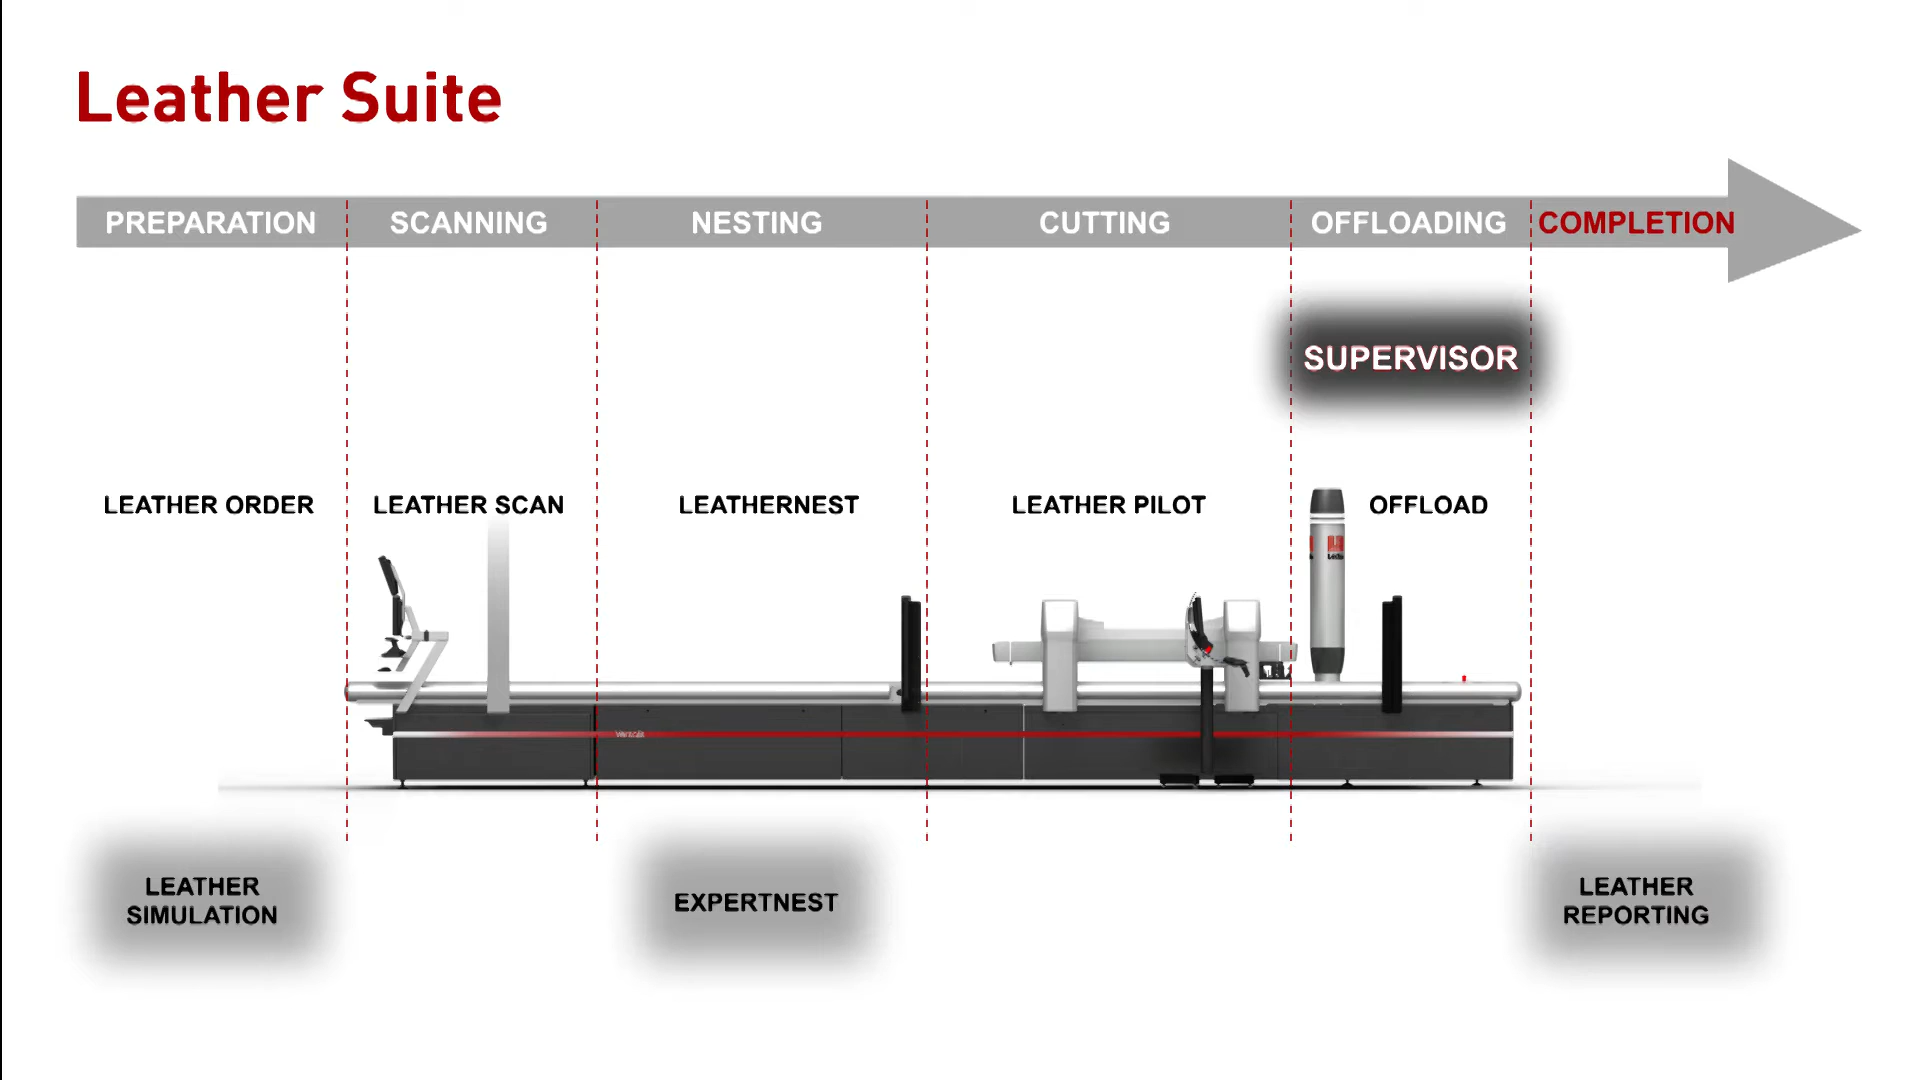 Leather Suite
PREPARATION
SCANNING
NESTING
CUTTING
OFFLOADING
COMPLETION
SUPERVISOR
LEATHER ORDER
LEATHER SCAN
LEATHERNEST
LEATHER PILOT
OFFLOAD
LEATHER
SIMULATION
EXPERTNEST
LEATHER
REPORTING